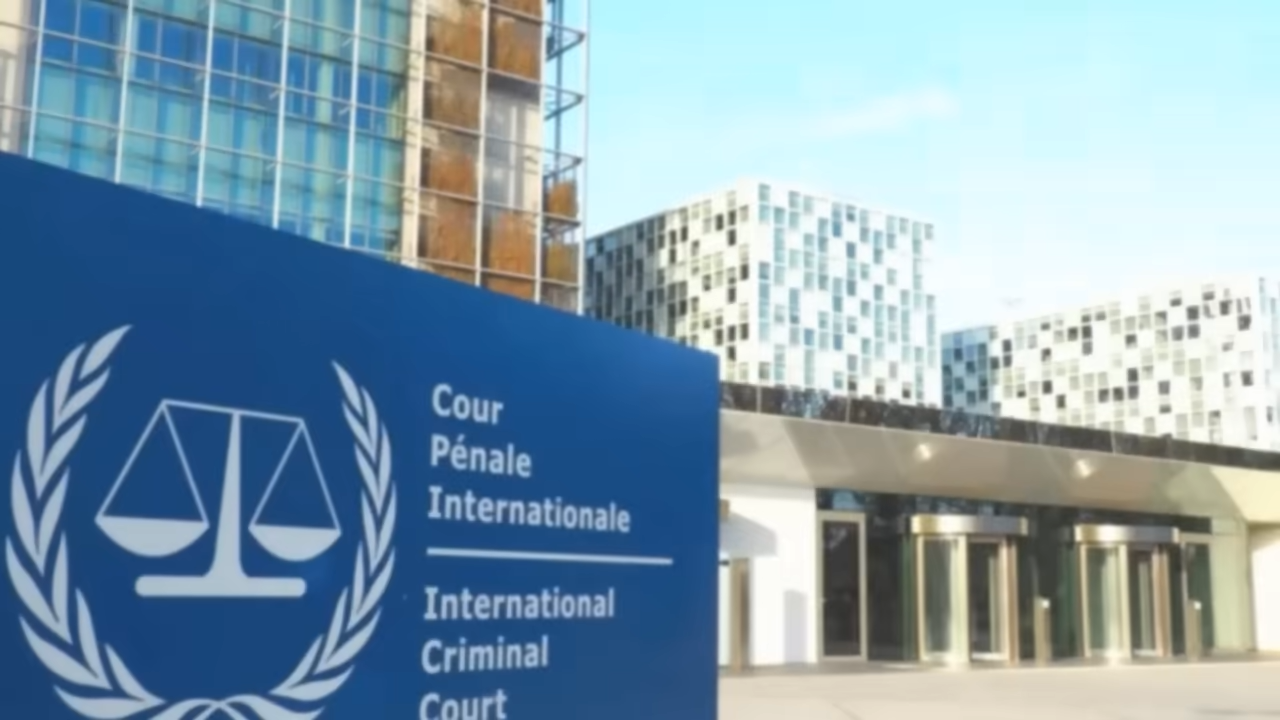 Cour
Pénale
Internationale
International
Criminal
Court